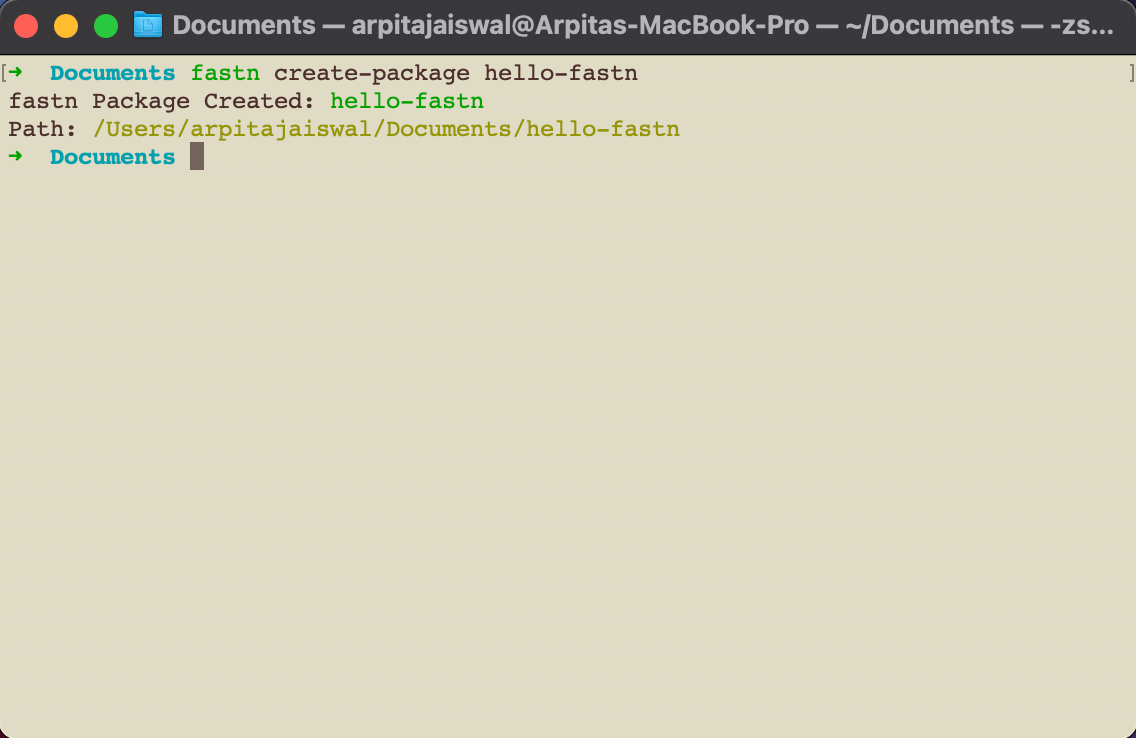 Documents — arpitajaiswal@Arpitas-MacBook-Pro — ~/Documents — -zs...
[➜  Documents fastn create-package hello-fastn ]
fastn Package Created: hello-fastn
Path: /Users/arpitajaiswal/Documents/hello-fastn
➜  Documents